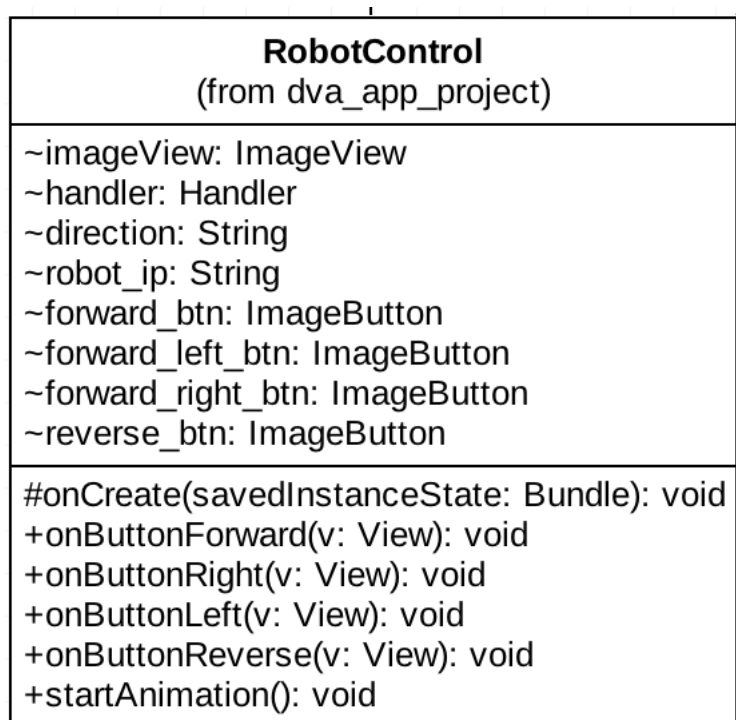 RobotControl
(from dva_app_project)
~imageView: ImageView
~handler: Handler
~direction: String
~robot_ip: String
~forward_btn: ImageButton
~forward_left_btn: ImageButton
~forward_right_btn: ImageButton
~reverse_btn: ImageButton
#onCreate(savedInstanceState: Bundle): void
+onButtonForward(v: View): void
+onButtonRight(v: View): void
+onButtonLeft(v: View): void
+onButtonReverse(v: View): void
+startAnimation(): void